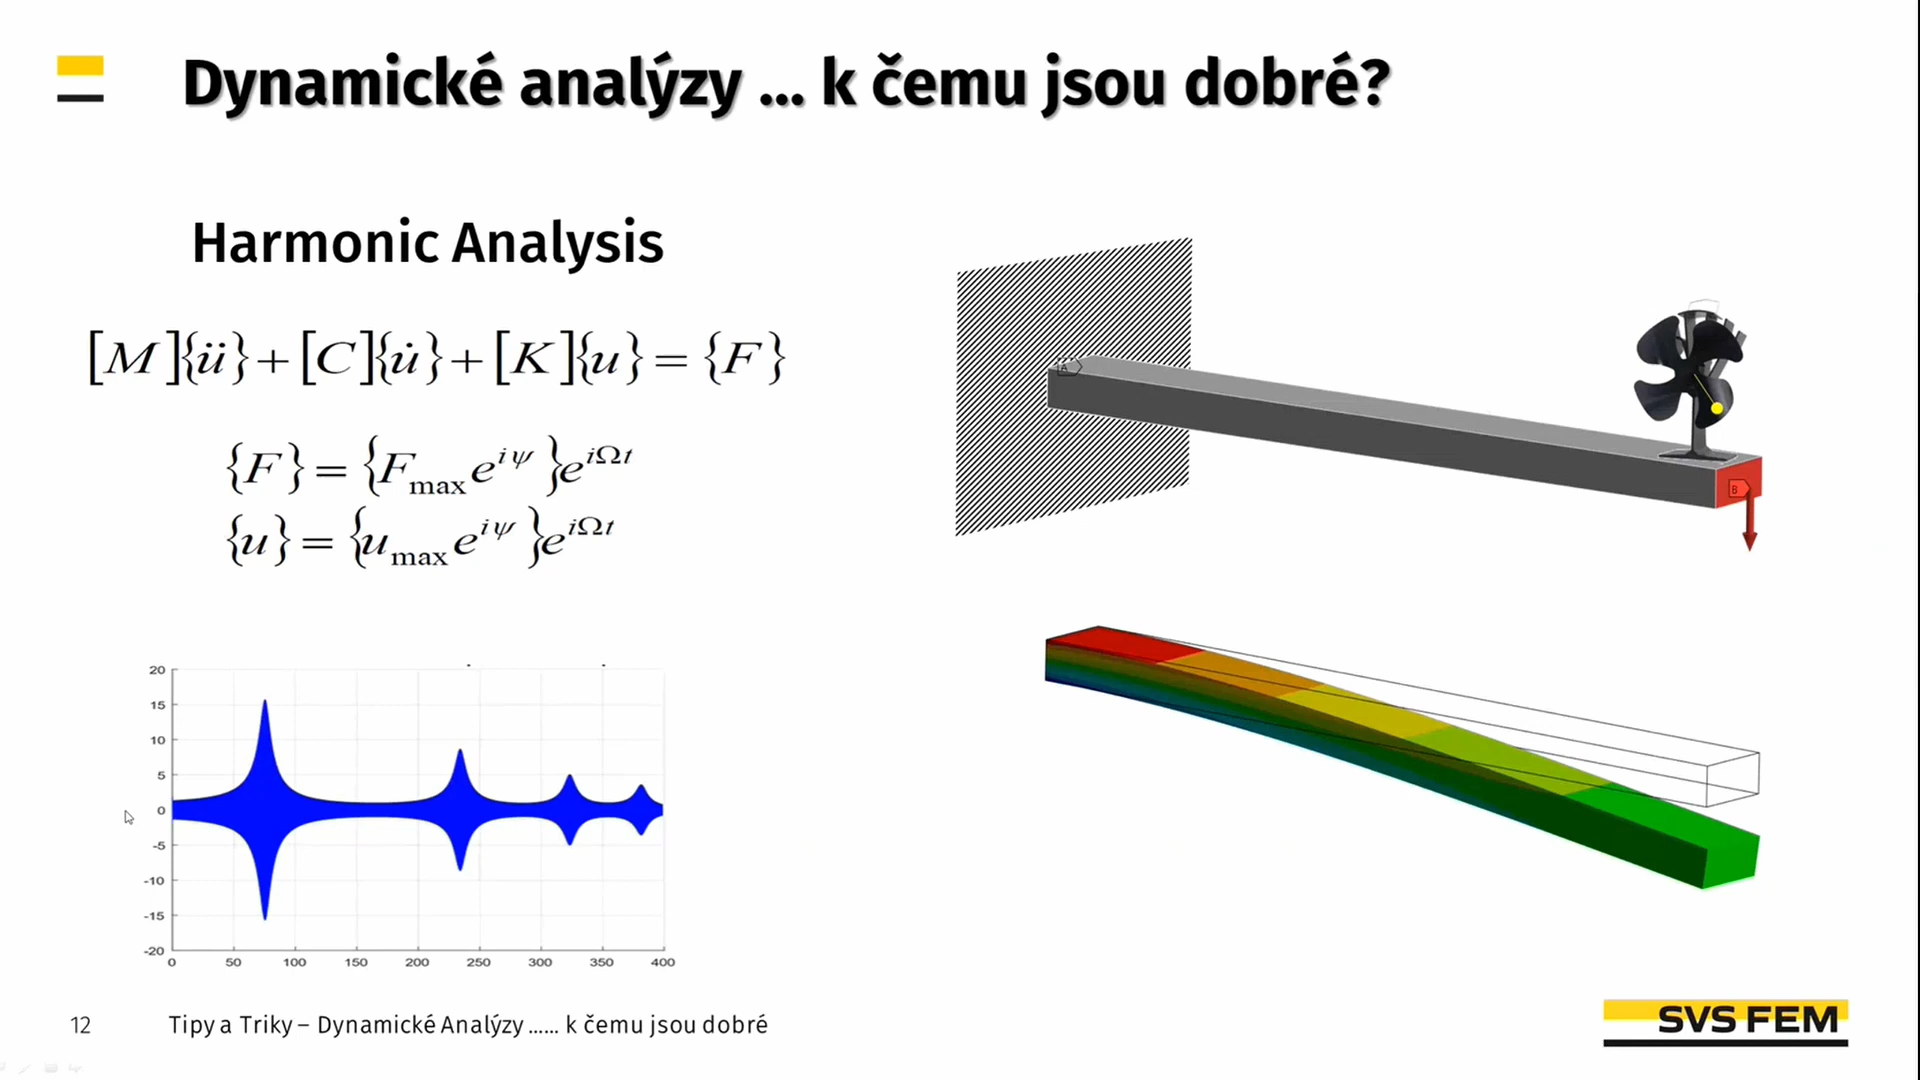 Dynamické analýzy ... k čemu jsou dobré?
Harmonic Analysis
[M]{ü}+[C]{u̇}+[K]{u}={F}
{F}={F_max e^{iψ}}e^{iΩt}
{u}={u_max e^{iψ}}e^{iΩt}
A
B
20
15
10
5
0
-5
-10
-15
-20
0 50 100 150 200 250 300 350 400
12 Tipy a Triky – Dynamické Analýzy ...... k čemu jsou dobré
SVS FEM